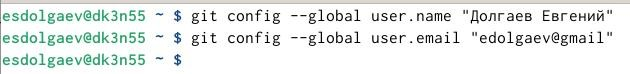 esdolgaev@dk3n55 ~ $ git config --global user.name "Долгаев Евгений"
esdolgaev@dk3n55 ~ $ git config --global user.email "edolgaev@gmail"
esdolgaev@dk3n55 ~ $